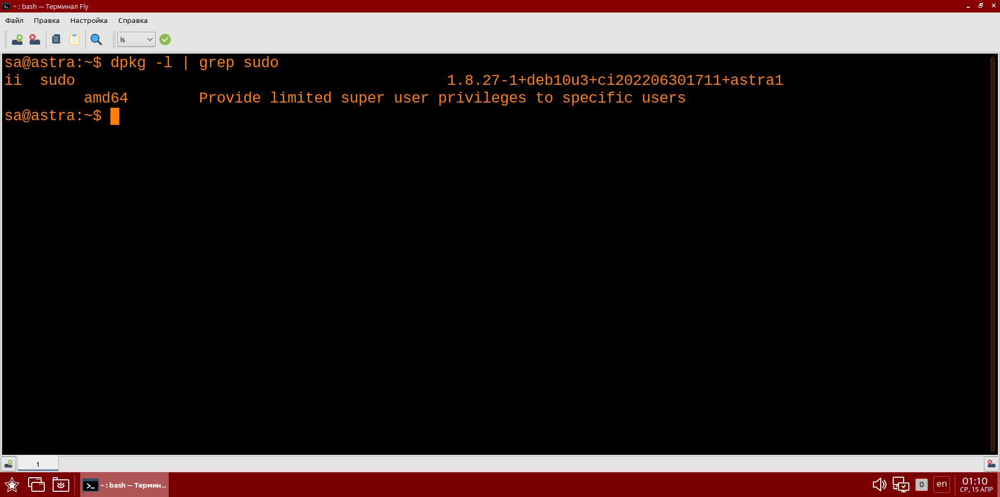 ~ : bash — Терминал Fly
Файл Правка Настройка Справка
ls
sa@astra:~$ dpkg -l | grep sudo
ii  sudo                                          1.8.27-1+deb10u3+ci202206301711+astra1
         amd64        Provide limited super user privileges to specific users
sa@astra:~$
1
~ : bash — Термин…
0
en
01:10
СР, 15 АПР